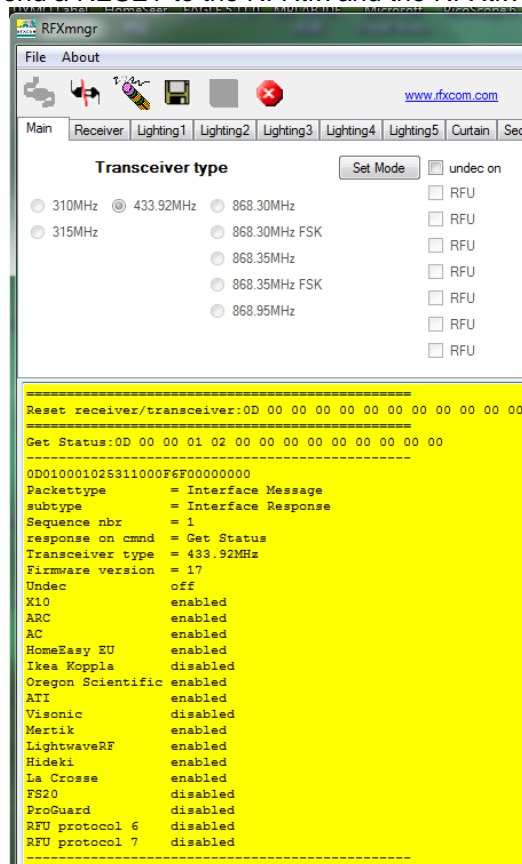 RFXmngr
File About
www.rfxcom.com
Main Receiver Lighting1 Lighting2 Lighting3 Lighting4 Lighting5 Curtain Sec
Transceiver type Set Mode undec on
310MHz 433.92MHz 868.30MHz RFU
315MHz 868.30MHz FSK RFU
868.35MHz RFU
868.35MHz FSK RFU
868.95MHz RFU
RFU
RFU
==============================================
Reset receiver/transceiver:0D 00 00 00 00 00 00 00 00 00 00 00 00 00
==============================================
Get Status:0D 00 00 01 02 00 00 00 00 00 00 00 00 00
----------------------------------------------
0D010001025311000F6F00000000
Packettype = Interface Message
subtype = Interface Response
Sequence nbr = 1
response on cmnd = Get Status
Transceiver type = 433.92MHz
Firmware version = 17
Undec off
X10 enabled
ARC enabled
AC enabled
HomeEasy EU enabled
Ikea Koppla disabled
Oregon Scientific enabled
ATI enabled
Visonic disabled
Mertik enabled
LightwaveRF enabled
Hideki enabled
La Crosse enabled
FS20 disabled
ProGuard disabled
RFU protocol 6 disabled
RFU protocol 7 disabled
----------------------------------------------